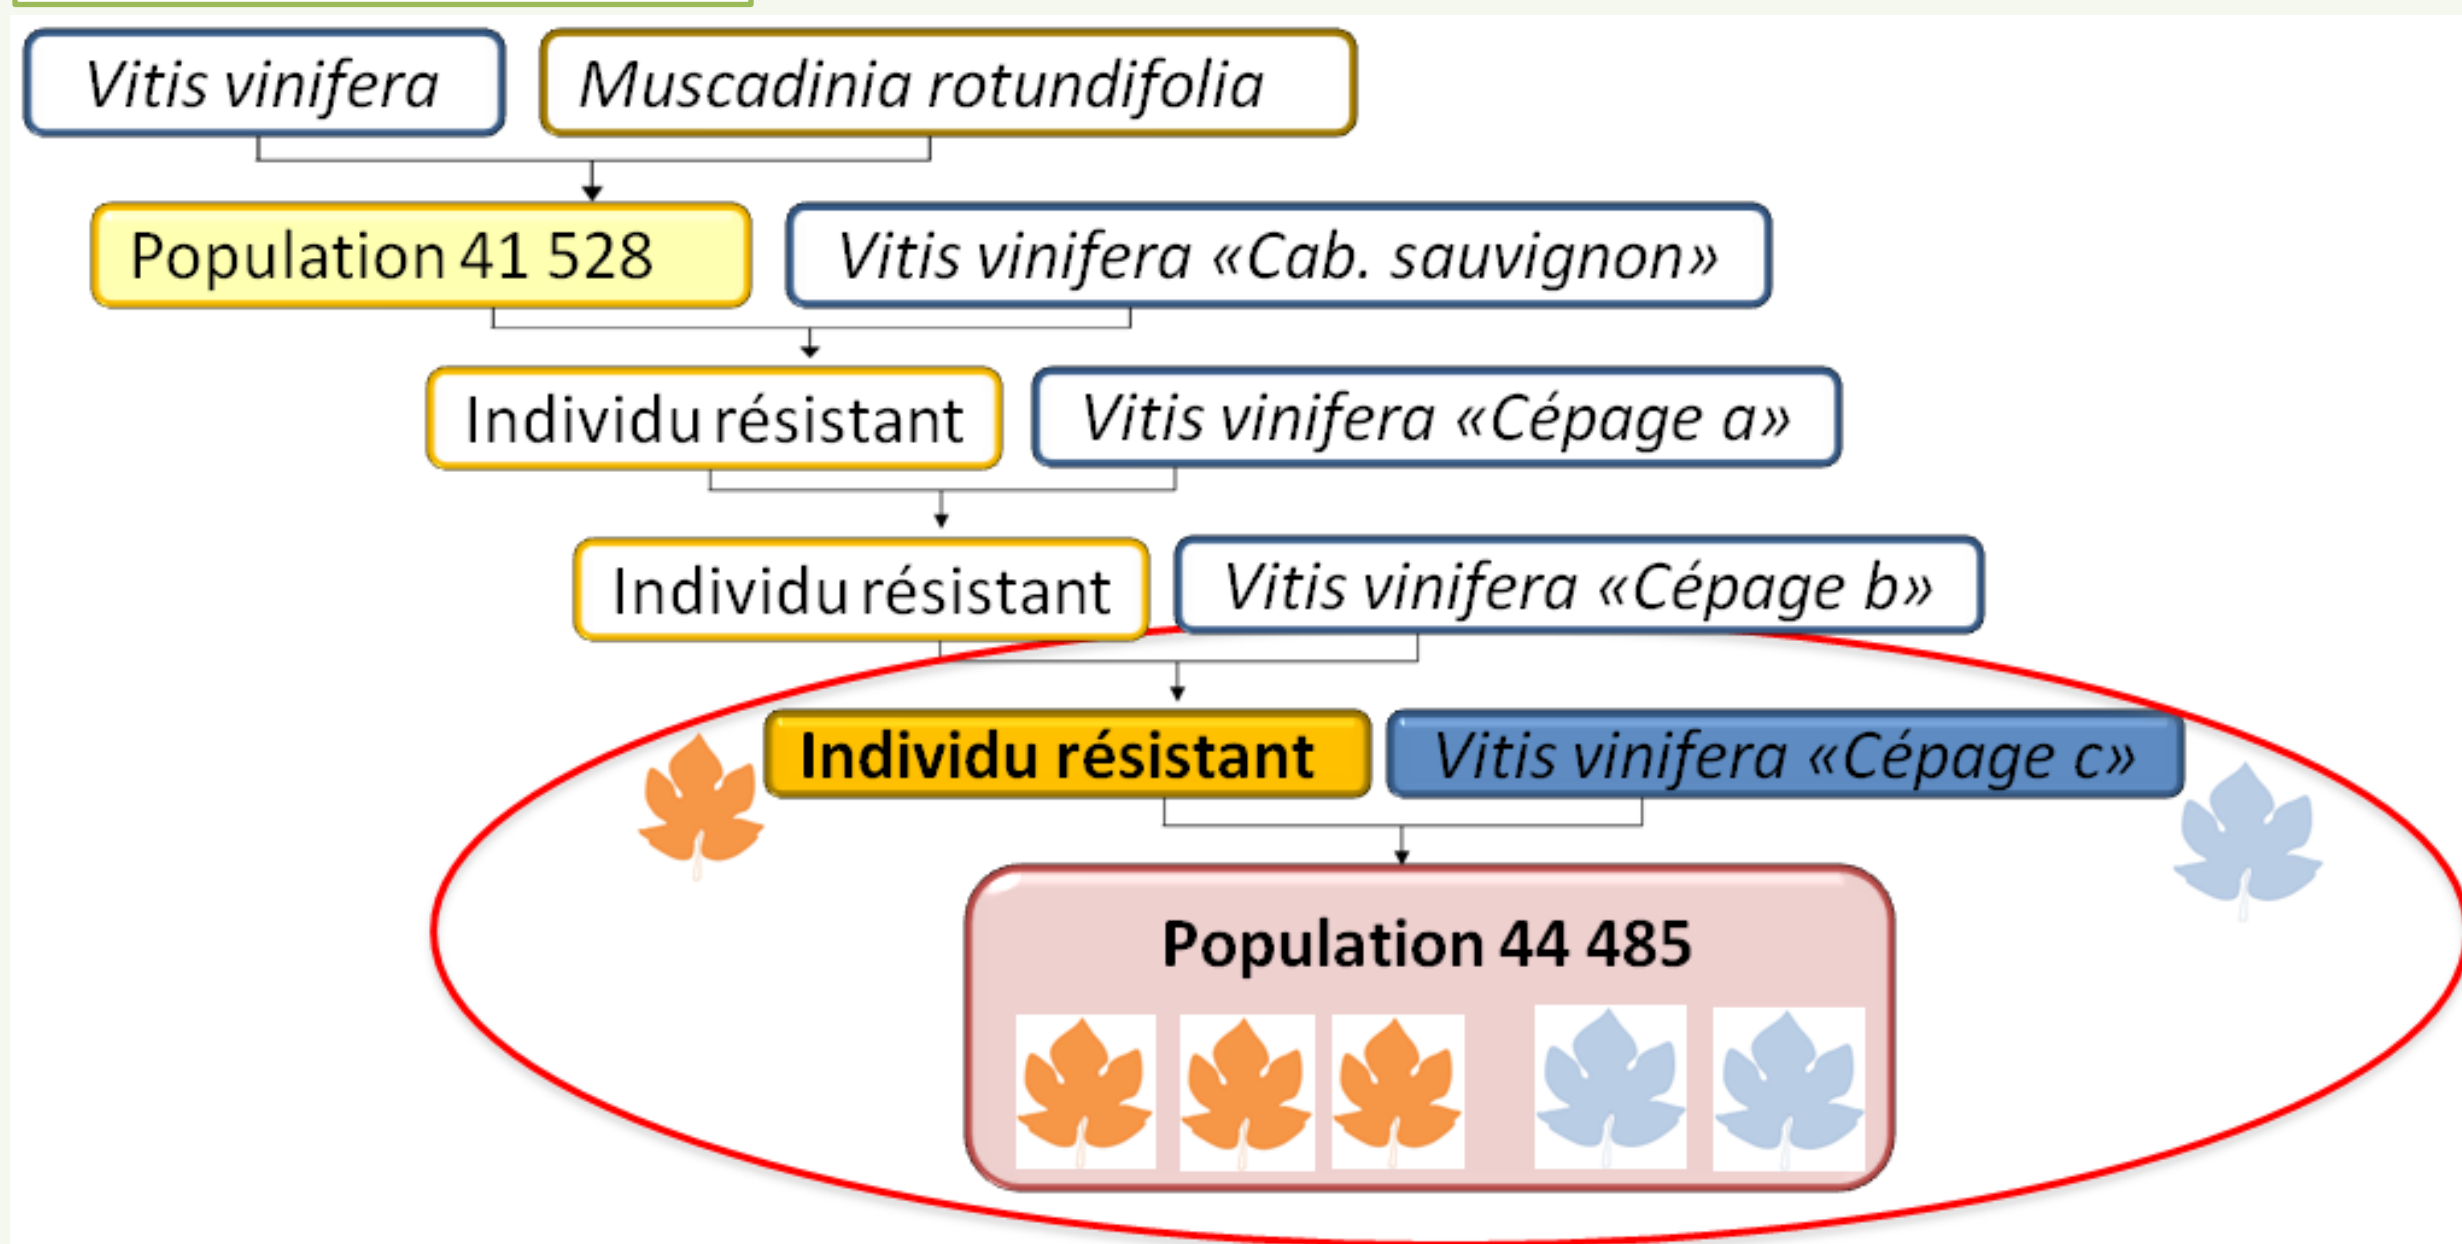 Vitis vinifera
Muscadinia rotundifolia
Population 41 528
Vitis vinifera «Cab. sauvignon»
Individu résistant
Vitis vinifera «Cépage a»
Individu résistant
Vitis vinifera «Cépage b»
Individu résistant
Vitis vinifera «Cépage c»
Population 44 485